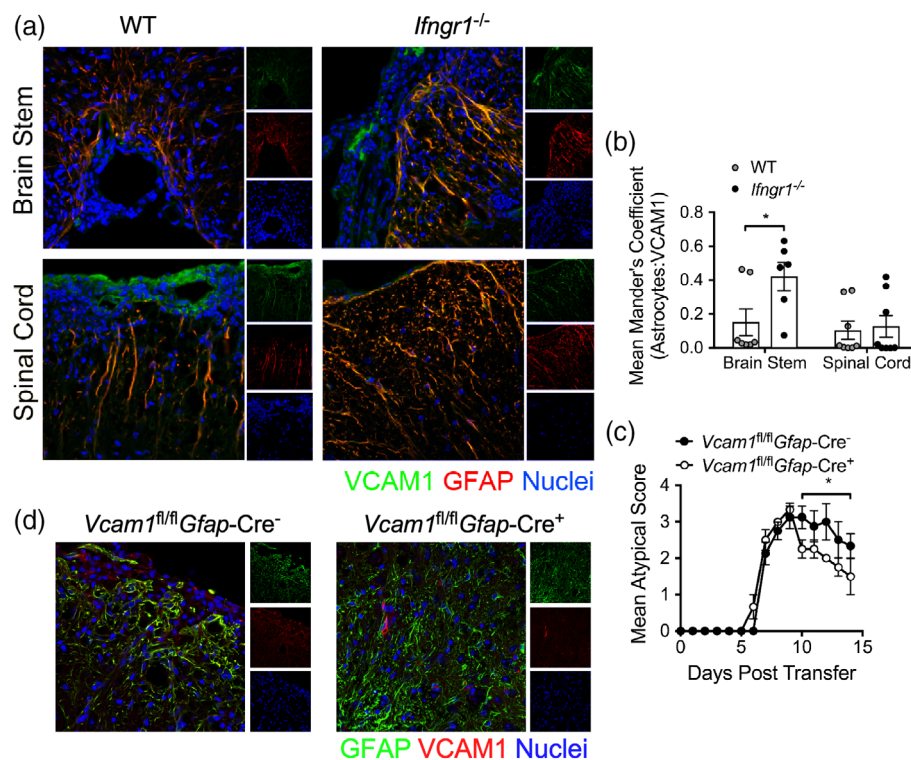 (a)
WT
Ifngr1-/-
Brain Stem
Spinal Cord
VCAM1 GFAP Nuclei
(b)
WT
Ifngr1-/-
Mean Mander's Coefficient
(Astrocytes:VCAM1)
0.8
0.6
0.4
0.2
0.0
*
Brain Stem
Spinal Cord
(c)
Vcam1fl/flGfap-Cre-
Vcam1fl/flGfap-Cre+
Mean Atypical Score
4
3
2
1
0
*
0
5
10
15
Days Post Transfer
(d)
Vcam1fl/flGfap-Cre-
Vcam1fl/flGfap-Cre+
GFAP VCAM1 Nuclei